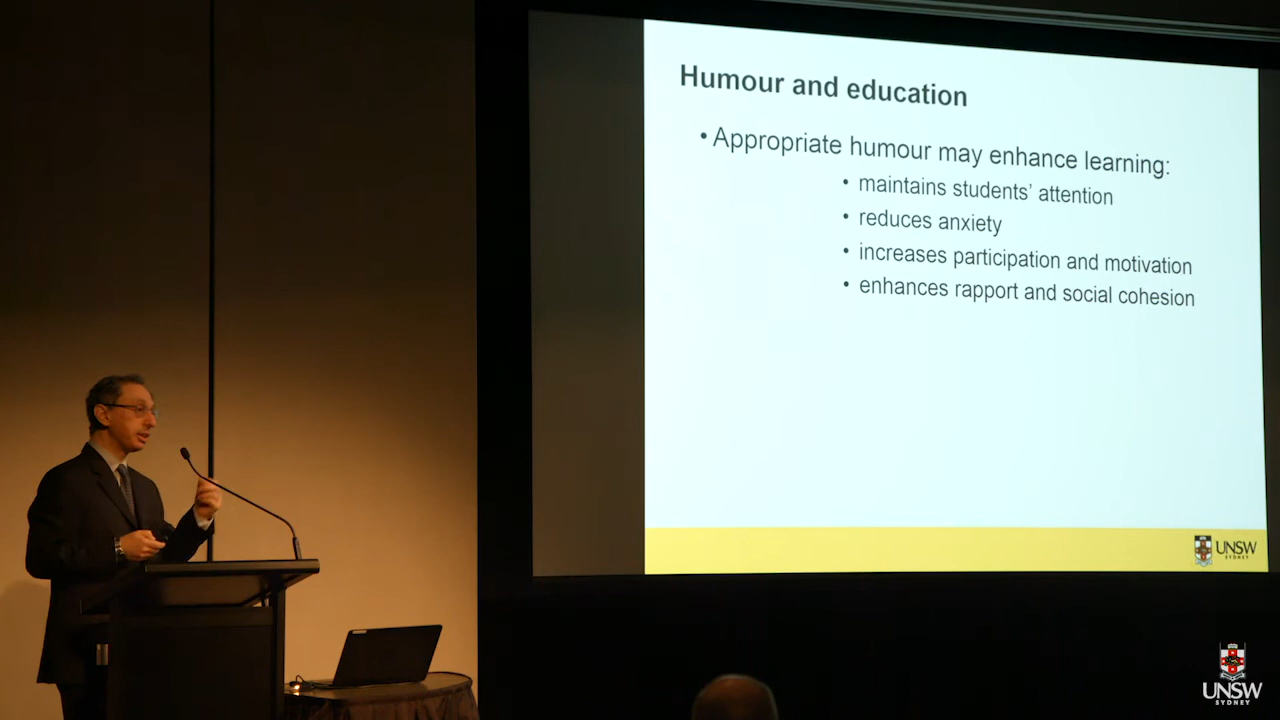 Humour and education
• Appropriate humour may enhance learning:
• maintains students’ attention
• reduces anxiety
• increases participation and motivation
• enhances rapport and social cohesion
UNSW
SYDNEY
UNSW
SYDNEY